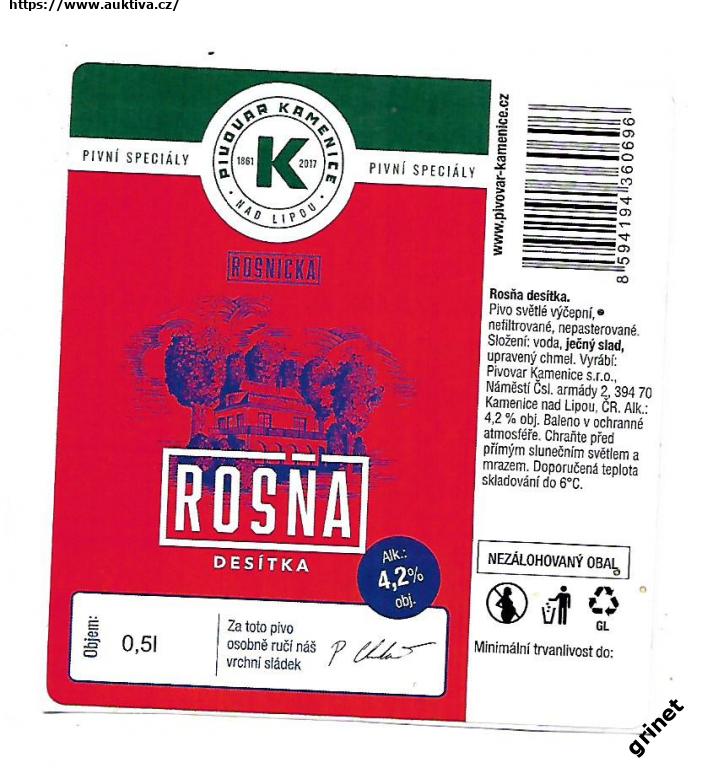 https://www.auktiva.cz/
PIVOVAR KAMENICE
1861 K 2017
· NAD LIPOU ·
PIVNÍ SPECIÁLY
PIVNÍ SPECIÁLY
ROSNIČKA
ROSŇA
DESÍTKA
Alk.:
4,2%
obj.
Objem:
0,5l
Za toto pivo
osobně ručí náš
vrchní sládek
www.pivovar-kamenice.cz
8 594194 360696
Rosňa desítka.
Pivo světlé výčepní,
nefiltrované, nepasterované.
Složení: voda, ječný slad,
upravený chmel. Vyrábí:
Pivovar Kamenice s.r.o.,
Náměstí Čsl. armády 2, 394 70
Kamenice nad Lipou, ČR. Alk.:
4,2 % obj. Baleno v ochranné
atmosféře. Chraňte před
přímým slunečním světlem a
mrazem. Doporučená teplota
skladování do 6°C.
NEZÁLOHOVANÝ OBAL
GL
Minimální trvanlivost do:
grinet